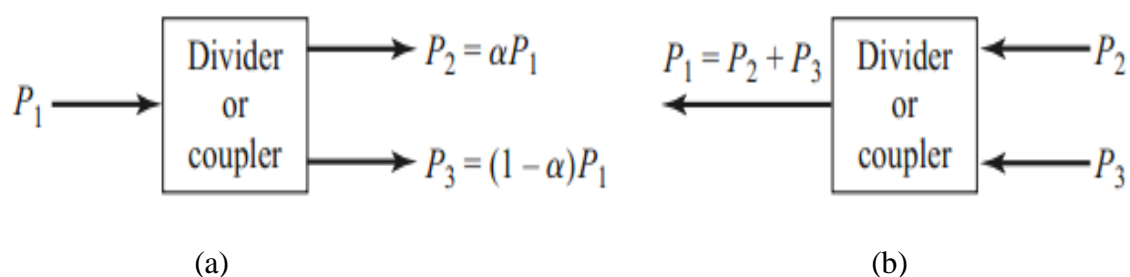 P₁
Divider
or
coupler
P₂ = αP₁
P₃ = (1 – α)P₁
(a)
P₁ = P₂ + P₃
Divider
or
coupler
P₂
P₃
(b)